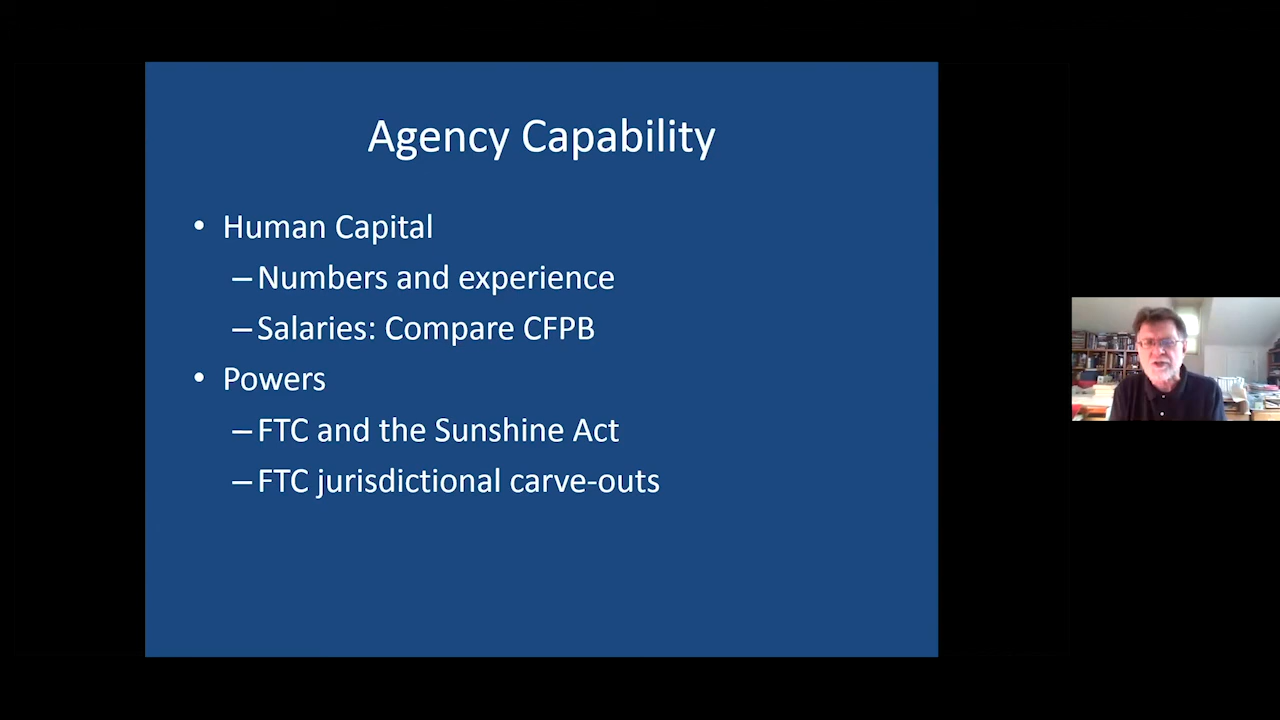 Agency Capability
• Human Capital
– Numbers and experience
– Salaries: Compare CFPB
• Powers
– FTC and the Sunshine Act
– FTC jurisdictional carve-outs